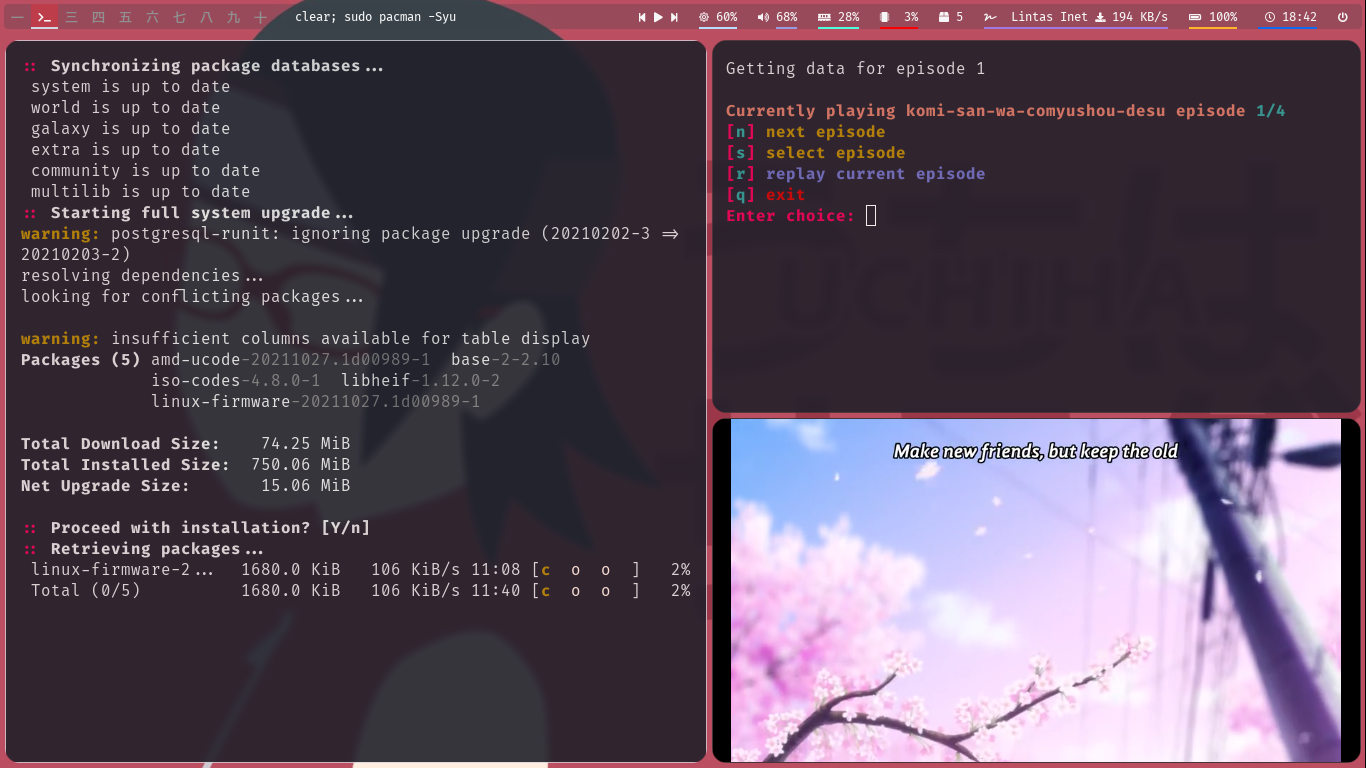 一 三 四 五 六 七 八 九 十 clear; sudo pacman -Syu 60% 68% 28% 3% 5 Lintas Inet 194 KB/s 100% 18:42
:: Synchronizing package databases...
system is up to date
world is up to date
galaxy is up to date
extra is up to date
community is up to date
multilib is up to date
:: Starting full system upgrade...
warning: postgresql-runit: ignoring package upgrade (20210202-3 =>
20210203-2)
resolving dependencies...
looking for conflicting packages...
warning: insufficient columns available for table display
Packages (5) amd-ucode-20211027.1d00989-1 base-2-2.10
iso-codes-4.8.0-1 libheif-1.12.0-2
linux-firmware-20211027.1d00989-1
Total Download Size: 74.25 MiB
Total Installed Size: 750.06 MiB
Net Upgrade Size: 15.06 MiB
:: Proceed with installation? [Y/n]
:: Retrieving packages...
linux-firmware-2... 1680.0 KiB 106 KiB/s 11:08 [c o o ] 2%
Total (0/5) 1680.0 KiB 106 KiB/s 11:40 [c o o ] 2%
Getting data for episode 1
Currently playing komi-san-wa-comyushou-desu episode 1/4
[n] next episode
[s] select episode
[r] replay current episode
[q] exit
Enter choice:
UCHIHA
Make new friends, but keep the old